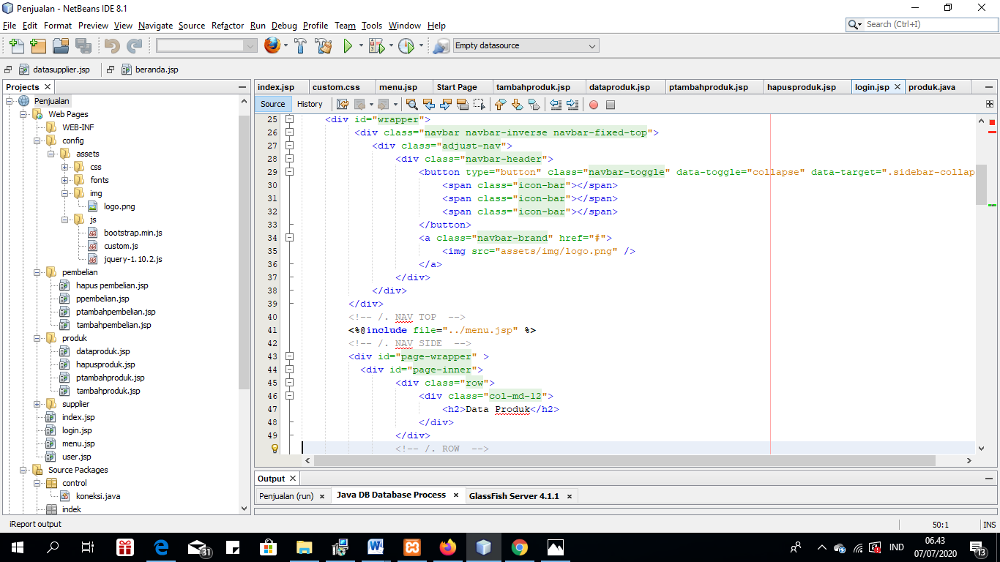 Penjualan - NetBeans IDE 8.1
File Edit Format Preview View Navigate Source Refactor Run Debug Profile Team Tools Window Help
Search (Ctrl+I)
Empty datasource
datasupplier.jsp beranda.jsp
Projects
Penjualan
Web Pages
WEB-INF
config
assets
css
fonts
img
logo.png
js
bootstrap.min.js
custom.js
jquery-1.10.2.js
pembelian
hapus pembelian.jsp
ppembelian.jsp
ptambahpembelian.jsp
tambahpembelian.jsp
produk
dataproduk.jsp
hapusproduk.jsp
ptambahproduk.jsp
tambahproduk.jsp
supplier
index.jsp
login.jsp
menu.jsp
user.jsp
Source Packages
control
koneksi.java
indek
index.jsp custom.css menu.jsp Start Page tambahproduk.jsp dataproduk.jsp ptambahproduk.jsp hapusproduk.jsp login.jsp produk.java
Source History
25 <div id="wrapper">
26 <div class="navbar navbar-inverse navbar-fixed-top">
27 <div class="adjust-nav">
28 <div class="navbar-header">
29 <button type="button" class="navbar-toggle" data-toggle="collapse" data-target=".sidebar-collap
30 <span class="icon-bar"></span>
31 <span class="icon-bar"></span>
32 <span class="icon-bar"></span>
33 </button>
34 <a class="navbar-brand" href="#">
35 <img src="assets/img/logo.png" />
36 </a>
37 </div>
38 </div>
39 </div>
40 <!-- /. NAV TOP  -->
41 <%@include file="../menu.jsp" %>
42 <!-- /. NAV SIDE  -->
43 <div id="page-wrapper" >
44 <div id="page-inner">
45 <div class="row">
46 <div class="col-md-12">
47 <h2>Data Produk</h2>
48 </div>
49 </div>
<!-- /. ROW  -->
Output
Penjualan (run) Java DB Database Process GlassFish Server 4.1.1
iReport output
50:1 INS
31
IND
06.43
07/07/2020
13